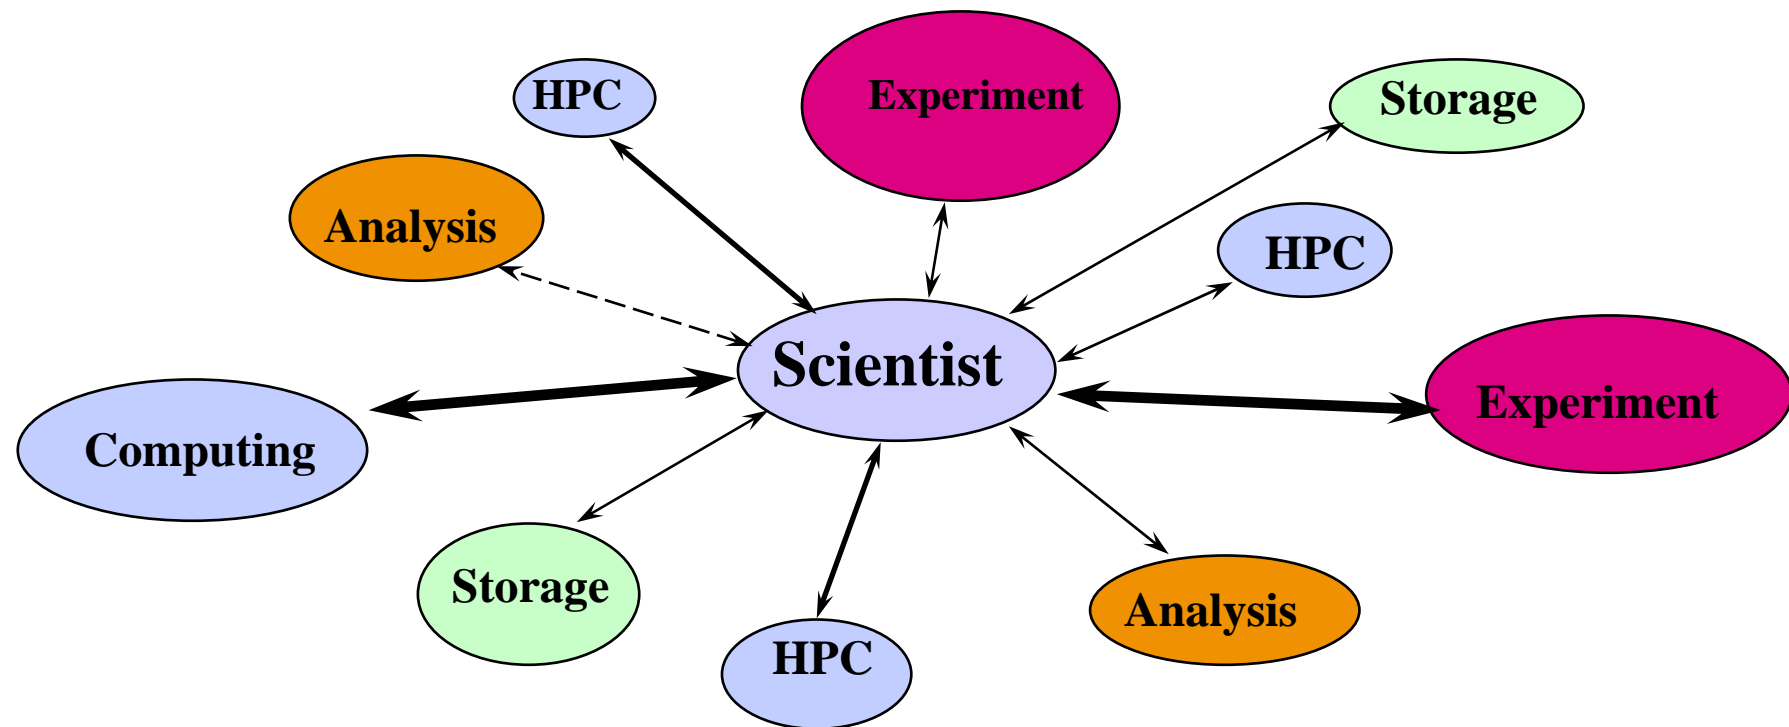 HPC
Experiment
Storage
Analysis
HPC
Scientist
Experiment
Computing
Storage
Analysis
HPC